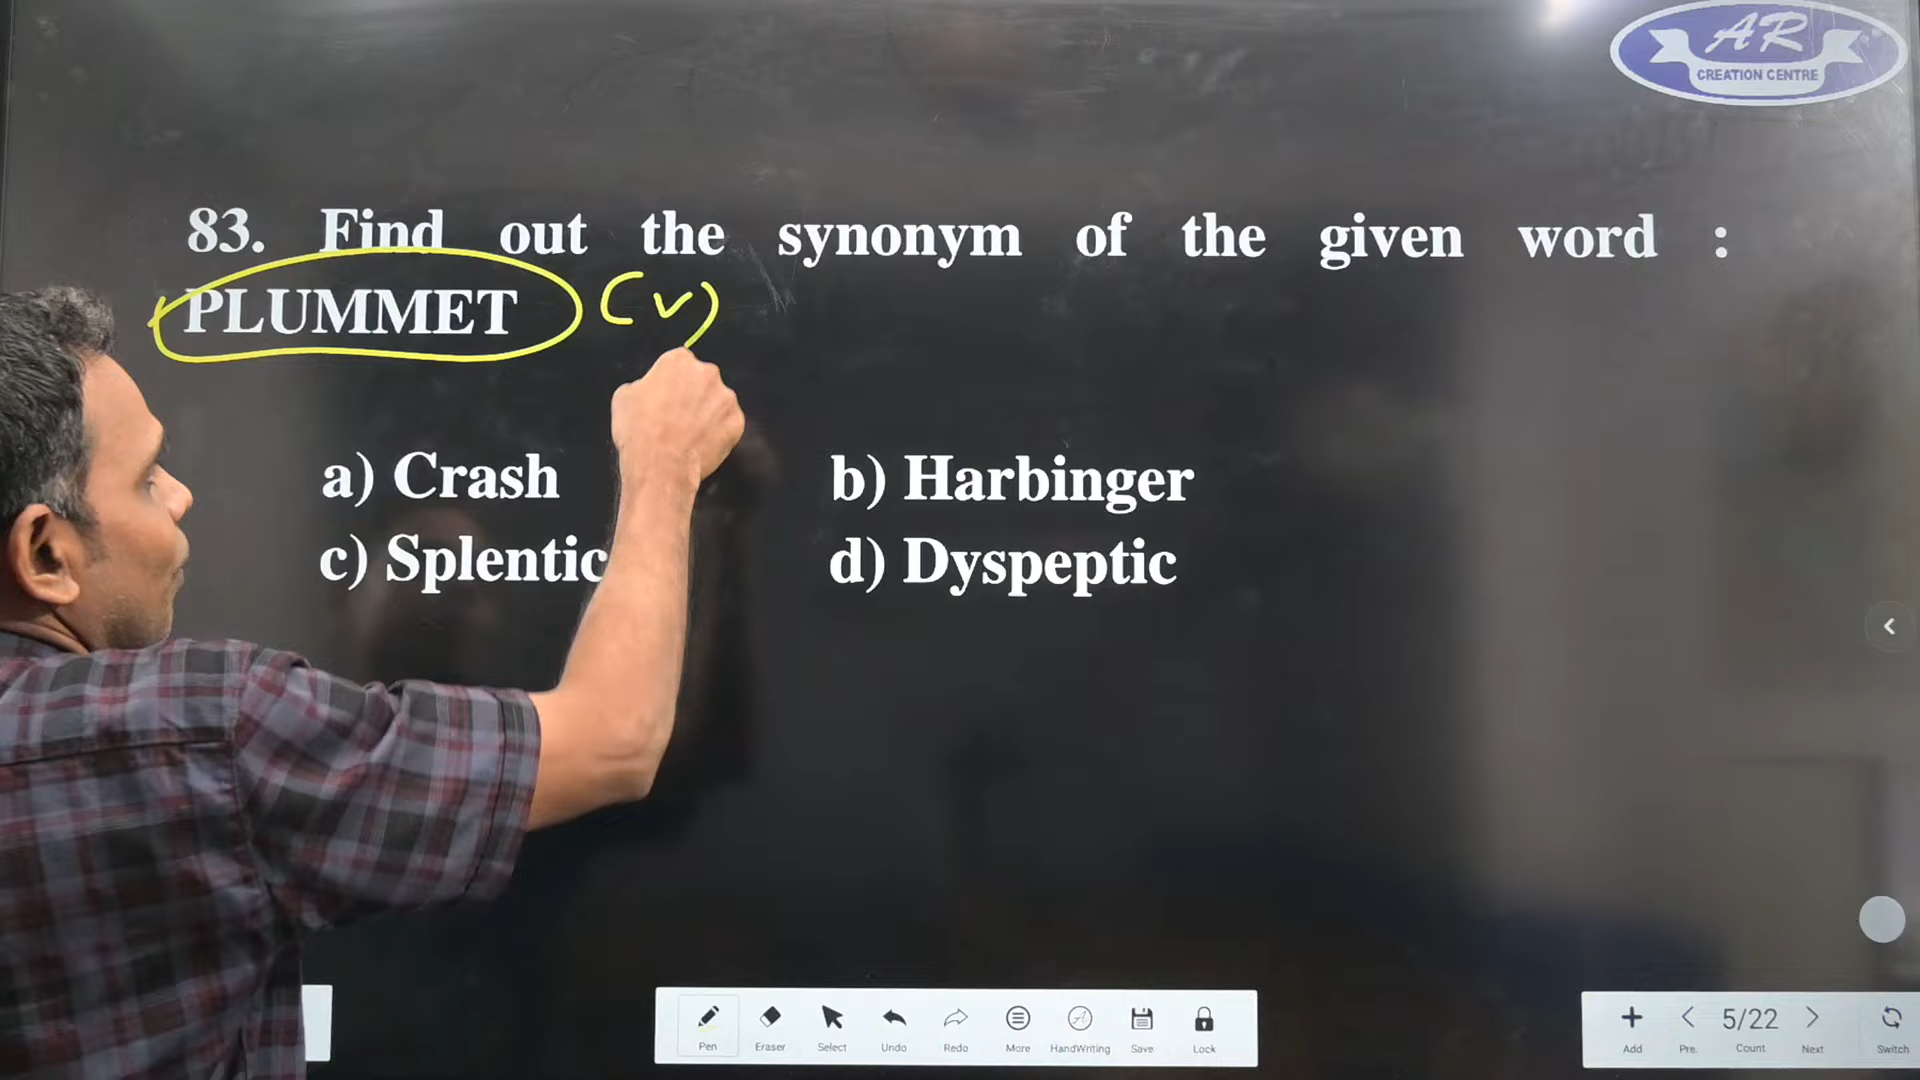 AR
CREATION CENTRE
83. Find out the synonym of the given word :
PLUMMET (v)
a) Crash b) Harbinger
c) Splentic d) Dyspeptic
Pen Eraser Select Undo Redo More HandWriting Save Lock
Add Pre. 5/22 Count Next Switch